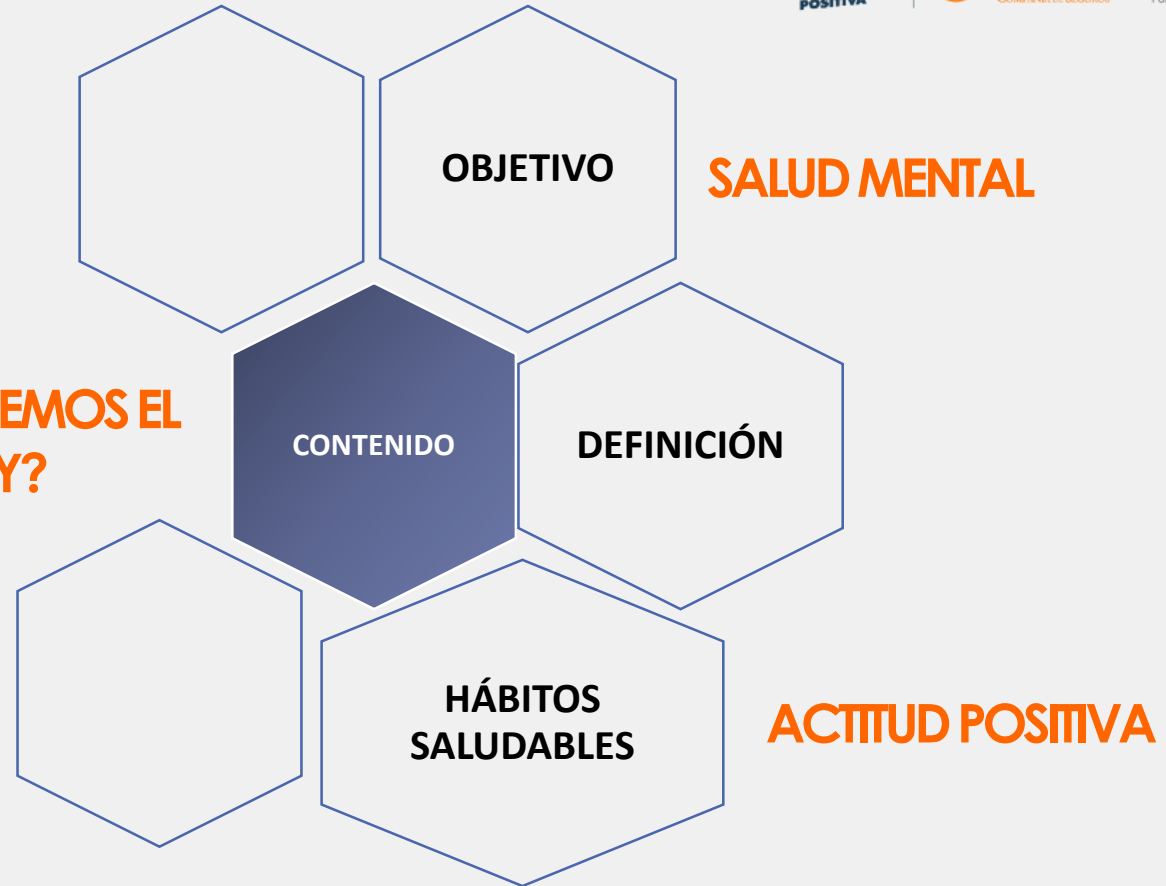 POSITIVA
OBJETIVO
SALUD MENTAL
EMOS EL
Y?
CONTENIDO
DEFINICIÓN
HÁBITOS
SALUDABLES
ACTITUD POSITIVA